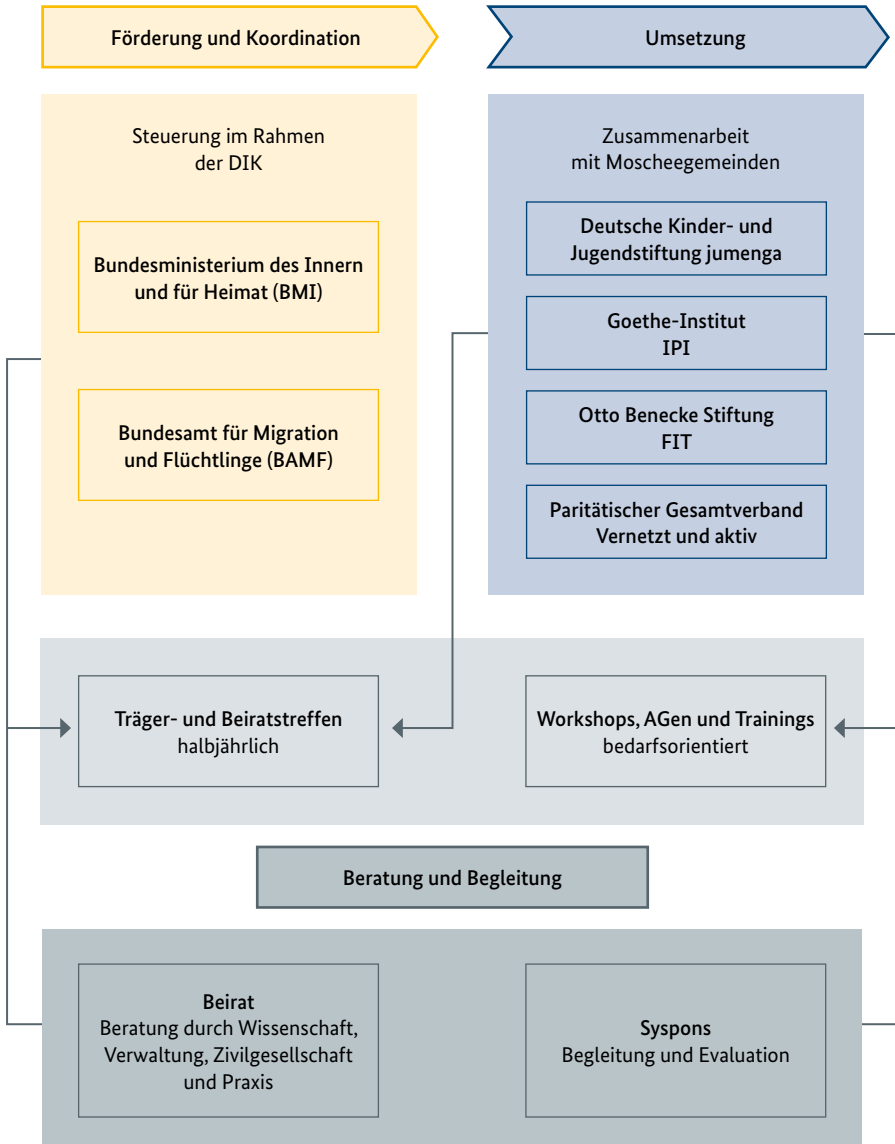 Förderung und Koordination
Umsetzung
Steuerung im Rahmen
der DIK
Bundesministerium des Innern
und für Heimat (BMI)
Bundesamt für Migration
und Flüchtlinge (BAMF)
Zusammenarbeit
mit Moscheegemeinden
Deutsche Kinder- und
Jugendstiftung jumenga
Goethe-Institut
IPI
Otto Benecke Stiftung
FIT
Paritätischer Gesamtverband
Vernetzt und aktiv
Träger- und Beiratstreffen
halbjährlich
Workshops, AGen und Trainings
bedarfsorientiert
Beratung und Begleitung
Beirat
Beratung durch Wissenschaft,
Verwaltung, Zivilgesellschaft
und Praxis
Syspons
Begleitung und Evaluation